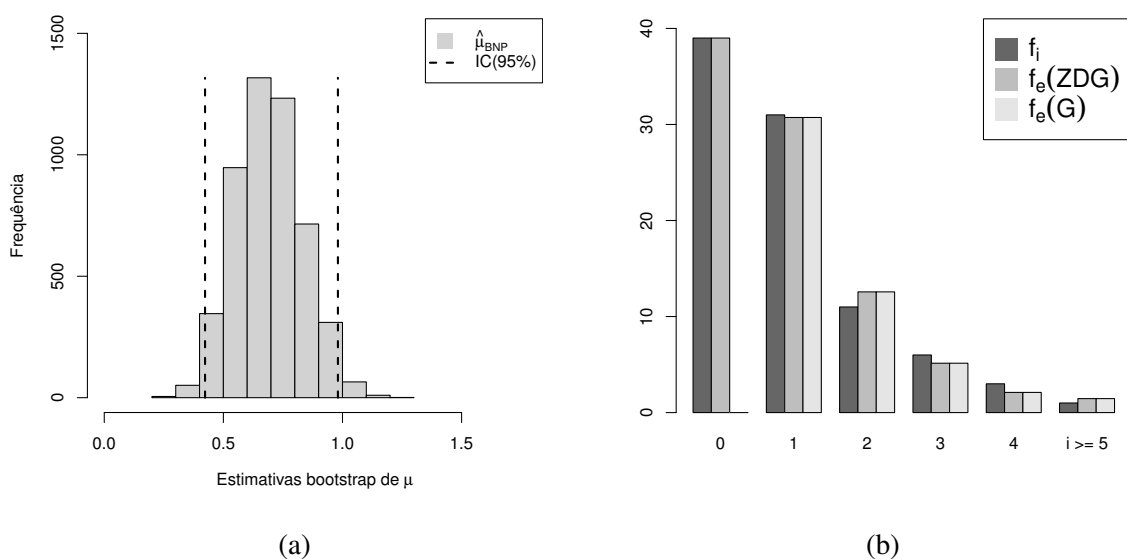 1500
1000
500
0
Frequência
0.0 0.5 1.0 1.5
Estimativas bootstrap de μ
μ̂BNP
IC(95%)
(a)
40
30
20
10
0
0 1 2 3 4 i >= 5
fi
fe(ZDG)
fe(G)
(b)